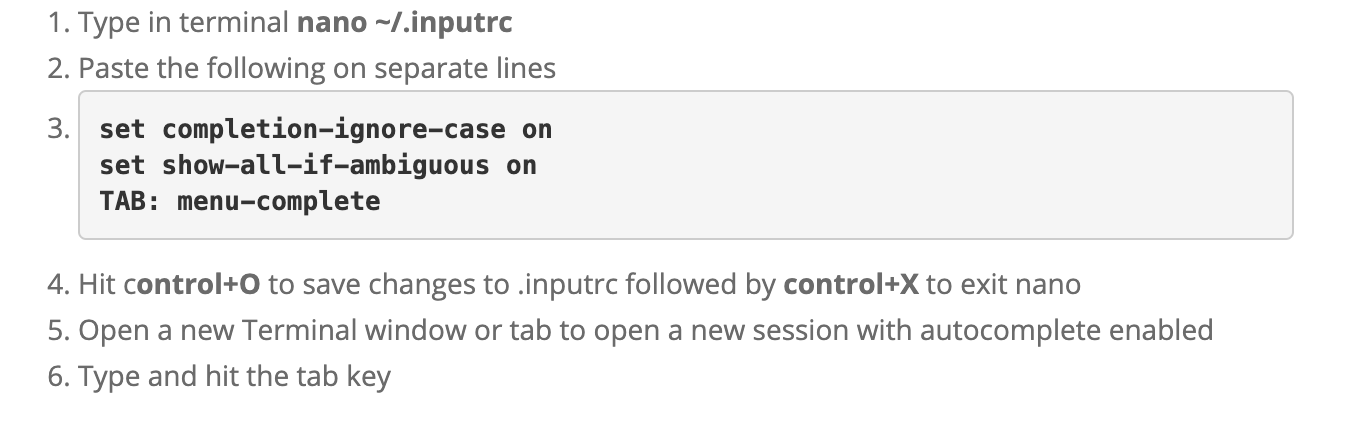 1. Type in terminal nano ~/.inputrc
2. Paste the following on separate lines
3. set completion-ignore-case on
set show-all-if-ambiguous on
TAB: menu-complete
4. Hit control+O to save changes to .inputrc followed by control+X to exit nano
5. Open a new Terminal window or tab to open a new session with autocomplete enabled
6. Type and hit the tab key